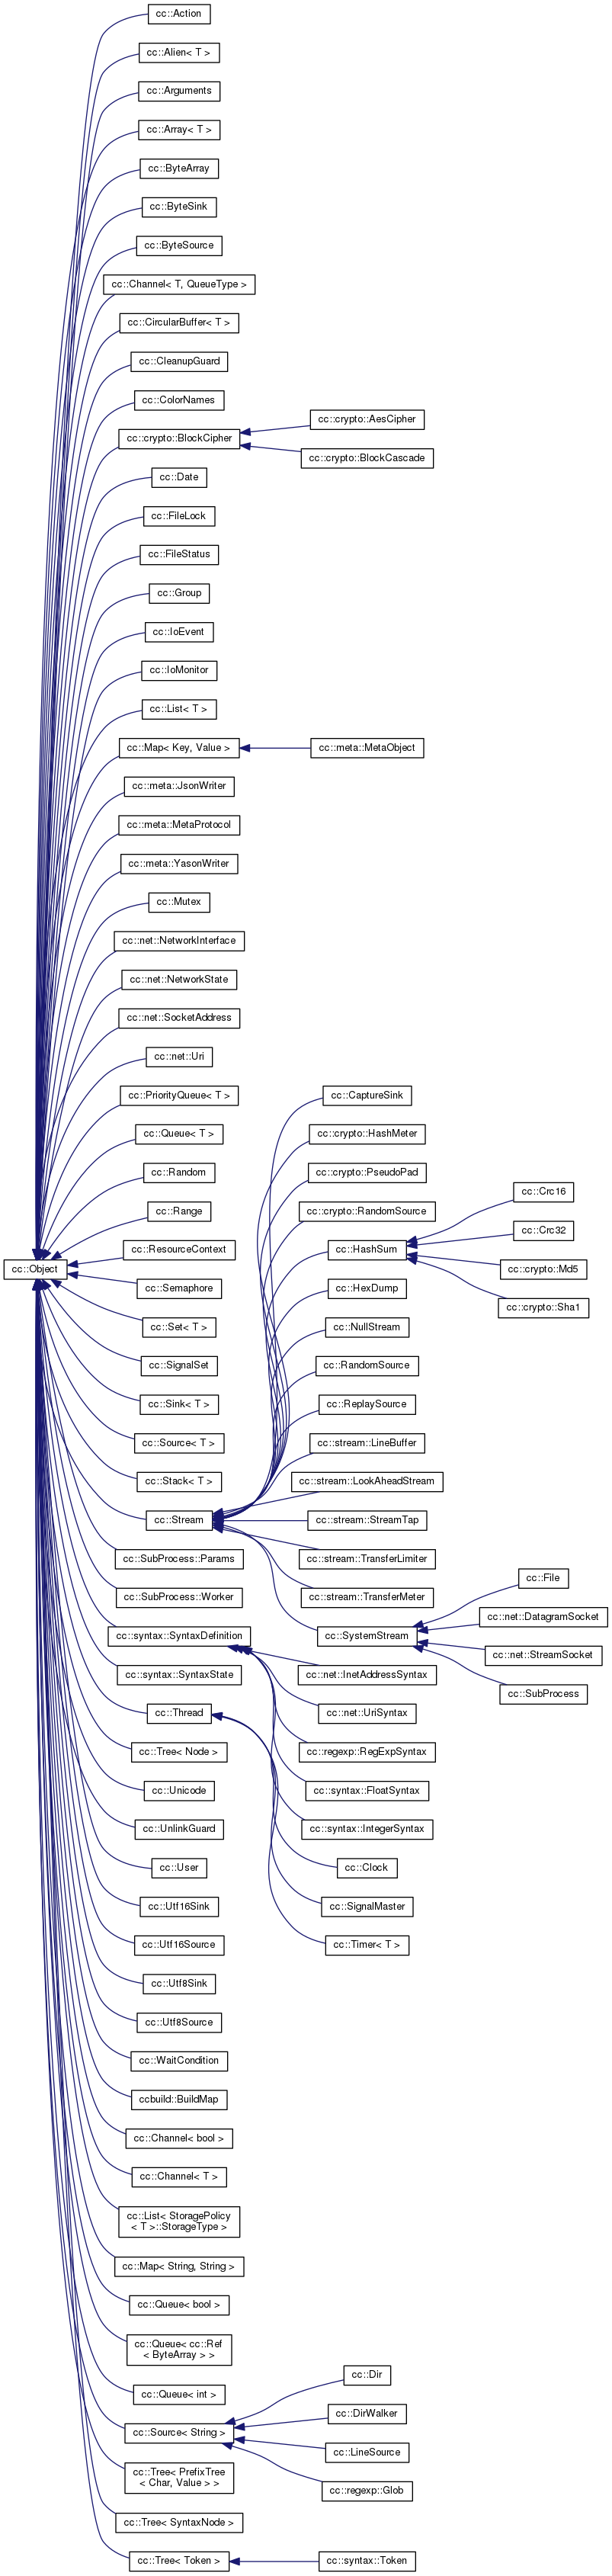 cc::Action
cc::Alien< T >
cc::Arguments
cc::Array< T >
cc::ByteArray
cc::ByteSink
cc::ByteSource
cc::Channel< T, QueueType >
cc::CircularBuffer< T >
cc::CleanupGuard
cc::ColorNames
cc::crypto::AesCipher
cc::crypto::BlockCipher
cc::crypto::BlockCascade
cc::Date
cc::FileLock
cc::FileStatus
cc::Group
cc::IoEvent
cc::IoMonitor
cc::List< T >
cc::Map< Key, Value >
cc::meta::MetaObject
cc::meta::JsonWriter
cc::meta::MetaProtocol
cc::meta::YasonWriter
cc::Mutex
cc::net::NetworkInterface
cc::net::NetworkState
cc::net::SocketAddress
cc::net::Uri
cc::PriorityQueue< T >
cc::CaptureSink
cc::Queue< T >
cc::crypto::HashMeter
cc::Random
cc::crypto::PseudoPad
cc::Crc16
cc::Range
cc::crypto::RandomSource
cc::Crc32
cc::ResourceContext
cc::HashSum
cc::Object
cc::crypto::Md5
cc::Semaphore
cc::HexDump
cc::crypto::Sha1
cc::Set< T >
cc::NullStream
cc::SignalSet
cc::RandomSource
cc::Sink< T >
cc::ReplaySource
cc::Source< T >
cc::stream::LineBuffer
cc::Stack< T >
cc::stream::LookAheadStream
cc::Stream
cc::stream::StreamTap
cc::SubProcess::Params
cc::stream::TransferLimiter
cc::File
cc::SubProcess::Worker
cc::stream::TransferMeter
cc::net::DatagramSocket
cc::syntax::SyntaxDefinition
cc::SystemStream
cc::net::StreamSocket
cc::syntax::SyntaxState
cc::net::InetAddressSyntax
cc::SubProcess
cc::Thread
cc::net::UriSyntax
cc::Tree< Node >
cc::regexp::RegExpSyntax
cc::Unicode
cc::syntax::FloatSyntax
cc::UnlinkGuard
cc::syntax::IntegerSyntax
cc::User
cc::Clock
cc::Utf16Sink
cc::SignalMaster
cc::Utf16Source
cc::Timer< T >
cc::Utf8Sink
cc::Utf8Source
cc::WaitCondition
ccbuild::BuildMap
cc::Channel< bool >
cc::Channel< T >
cc::List< StoragePolicy
< T >::StorageType >
cc::Map< String, String >
cc::Queue< bool >
cc::Queue< cc::Ref
< ByteArray > >
cc::Dir
cc::Queue< int >
cc::DirWalker
cc::Source< String >
cc::LineSource
cc::Tree< PrefixTree
< Char, Value > >
cc::regexp::Glob
cc::Tree< SyntaxNode >
cc::Tree< Token >
cc::syntax::Token